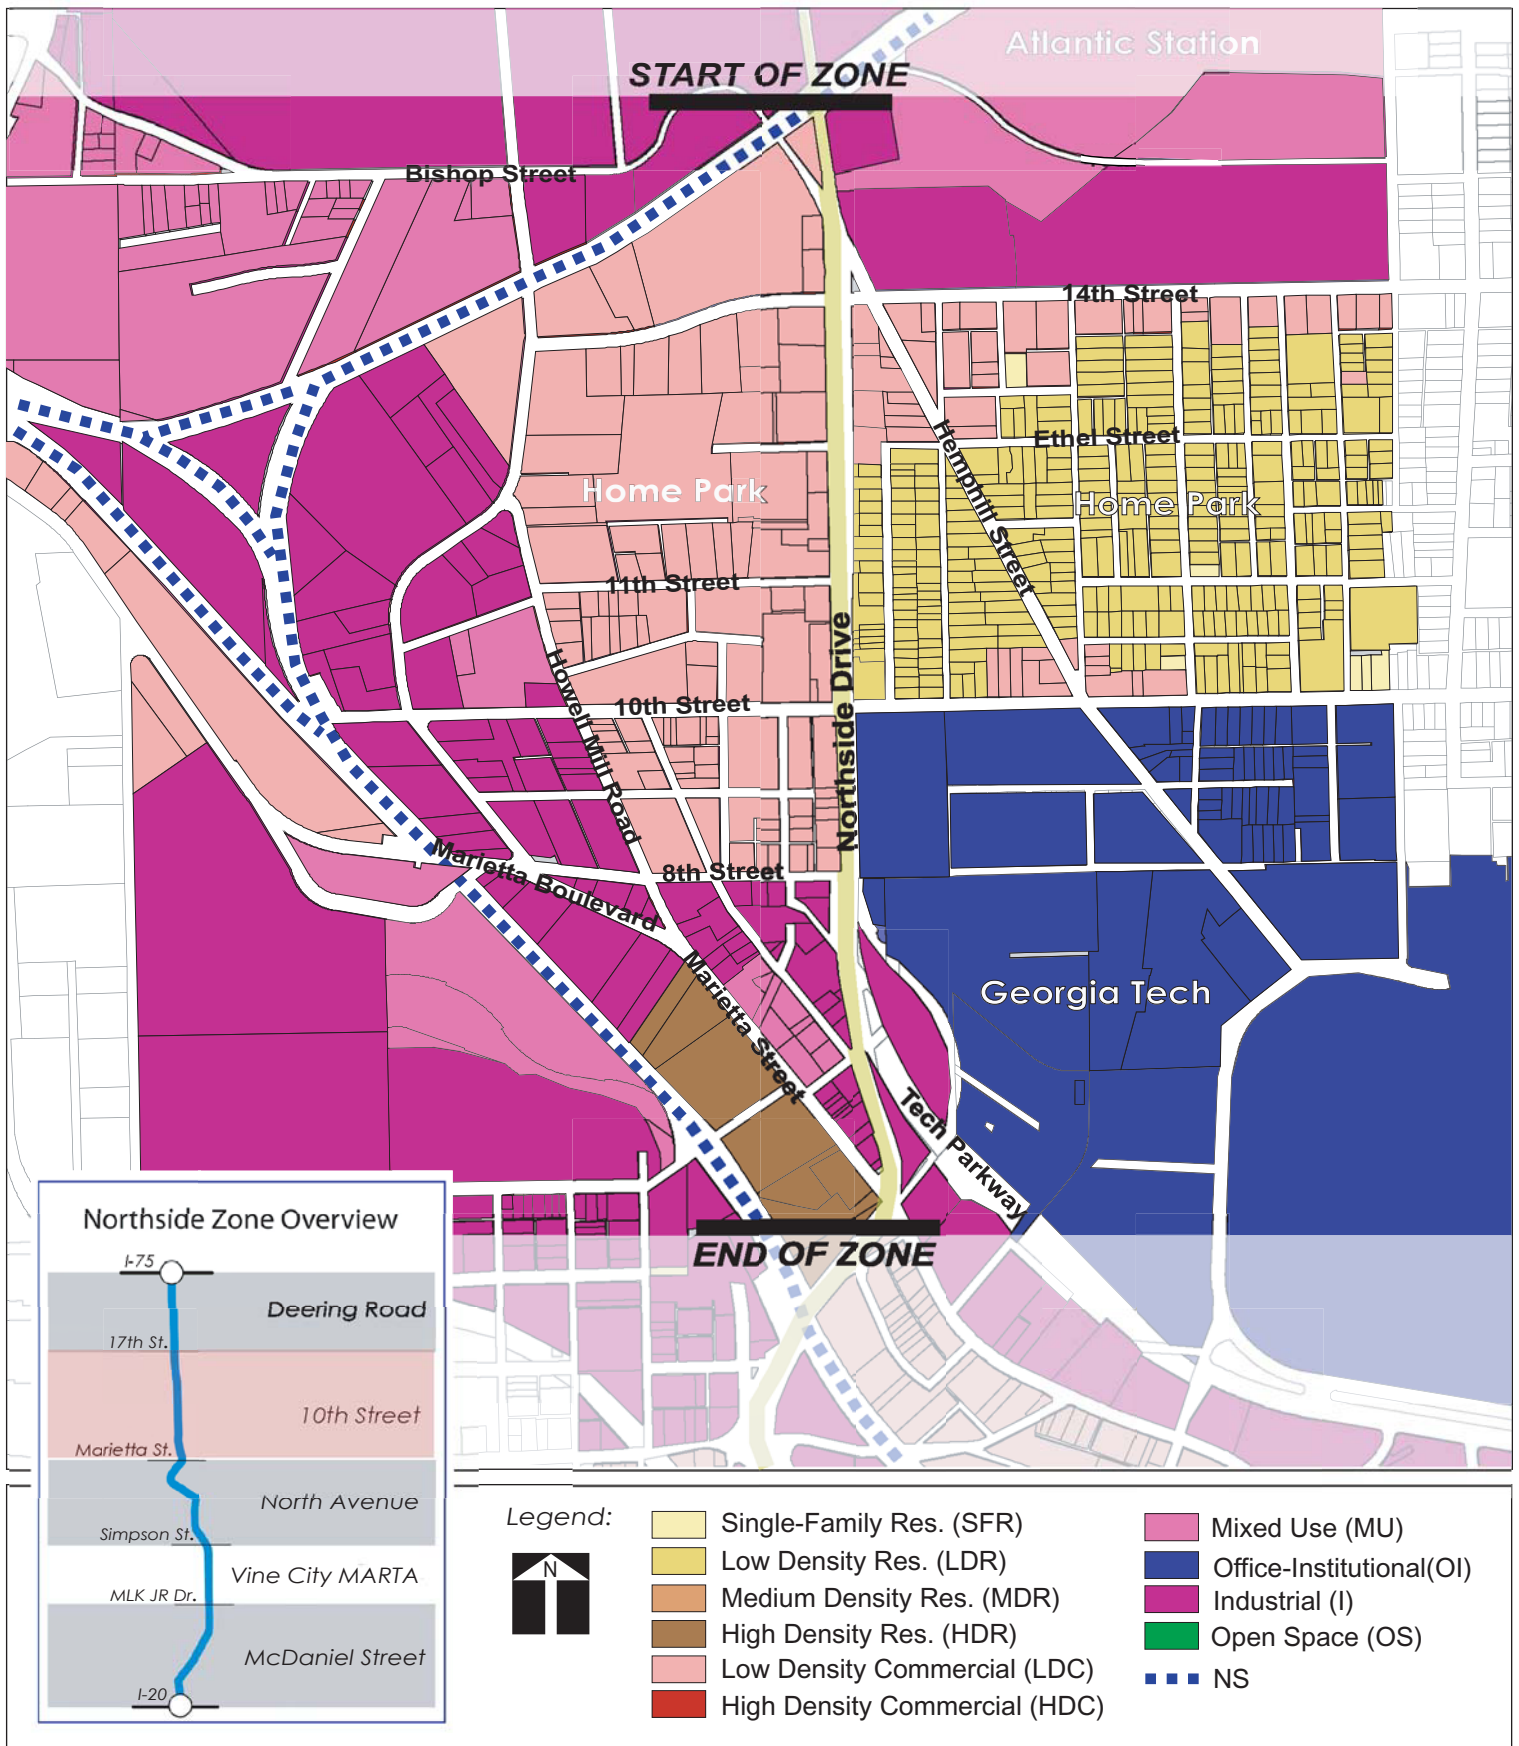 Atlantic Station
START OF ZONE
Bishop Street
14th Street
Ethel Street
Hemphill Street
Home Park
Home Park
11th Street
Northside Drive
Howell Mill Road
10th Street
Marietta Boulevard
8th Street
Marietta Street
Georgia Tech
Tech Parkway
END OF ZONE
Northside Zone Overview
I-75
Deering Road
17th St.
10th Street
Marietta St.
North Avenue
Simpson St.
Vine City MARTA
MLK JR Dr.
McDaniel Street
I-20
Legend:
N
Single-Family Res. (SFR)
Low Density Res. (LDR)
Medium Density Res. (MDR)
High Density Res. (HDR)
Low Density Commercial (LDC)
High Density Commercial (HDC)
Mixed Use (MU)
Office-Institutional(OI)
Industrial (I)
Open Space (OS)
NS